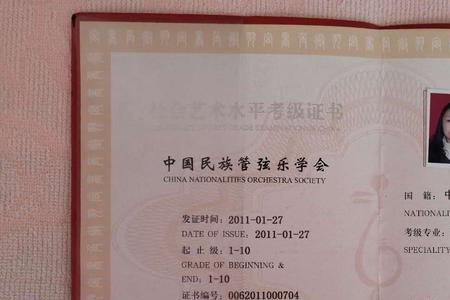 社会艺术水平考级证书
中国民族管弦乐学会
CHINA NATIONALITIES ORCHESTRA SOCIETY
发证时间：2011-01-27
DATE OF ISSUE：2011-01-27
起止级：1-10
GRADE OF BEGINNING &
END：1-10
证书编号：0062011000704
国籍：中
NATIONALI
考级专业：
SPECIALITY